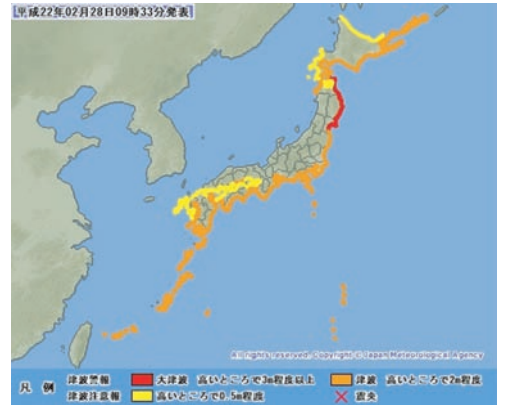 平成22年02月28日09時33分発表
All rights reserved. Copyright © Japan Meteorological Agency
凡 例 津波警報 大津波 高いところで3m程度以上 津波 高いところで2m程度
津波注意報 高いところで0.5m程度 震央